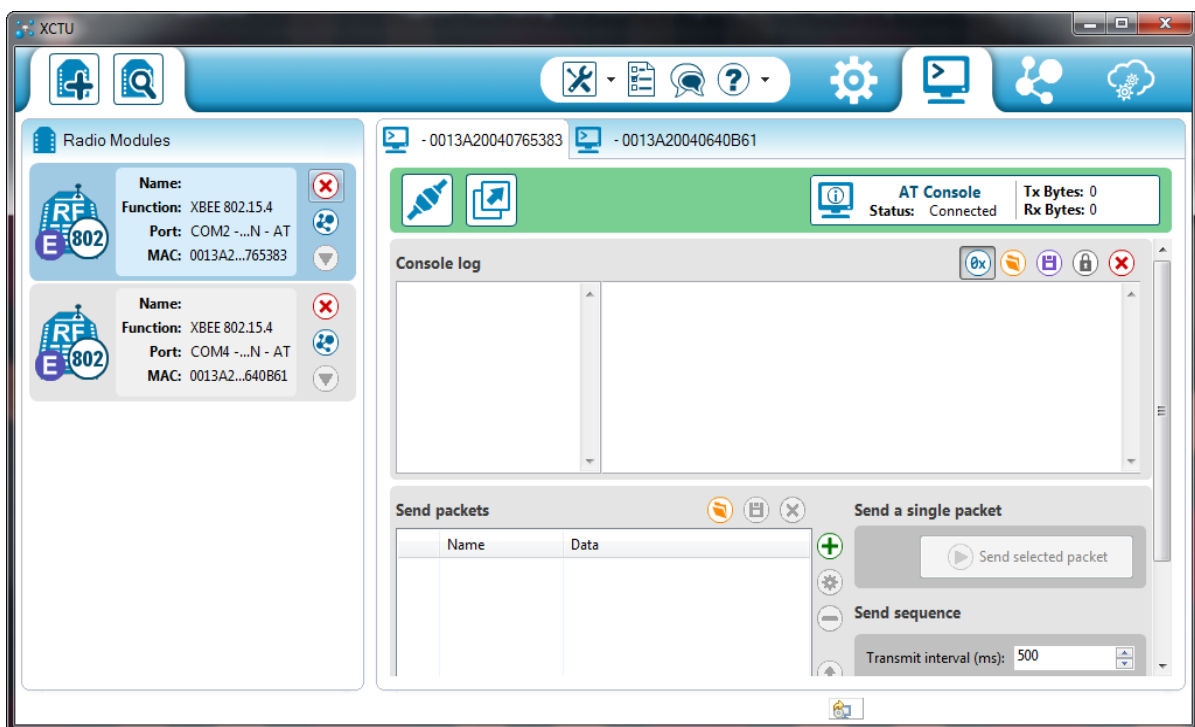 XCTU
Radio Modules
Name:
Function: XBEE 802.15.4
Port: COM2 -...N - AT
MAC: 0013A2...765383
RF
E 802
Name:
Function: XBEE 802.15.4
Port: COM4 -...N - AT
MAC: 0013A2...640B61
RF
E 802
- 0013A20040765383
- 0013A20040640B61
AT Console
Status: Connected
Tx Bytes: 0
Rx Bytes: 0
Console log
0x
Send packets
Name Data
Send a single packet
Send selected packet
Send sequence
Transmit interval (ms): 500